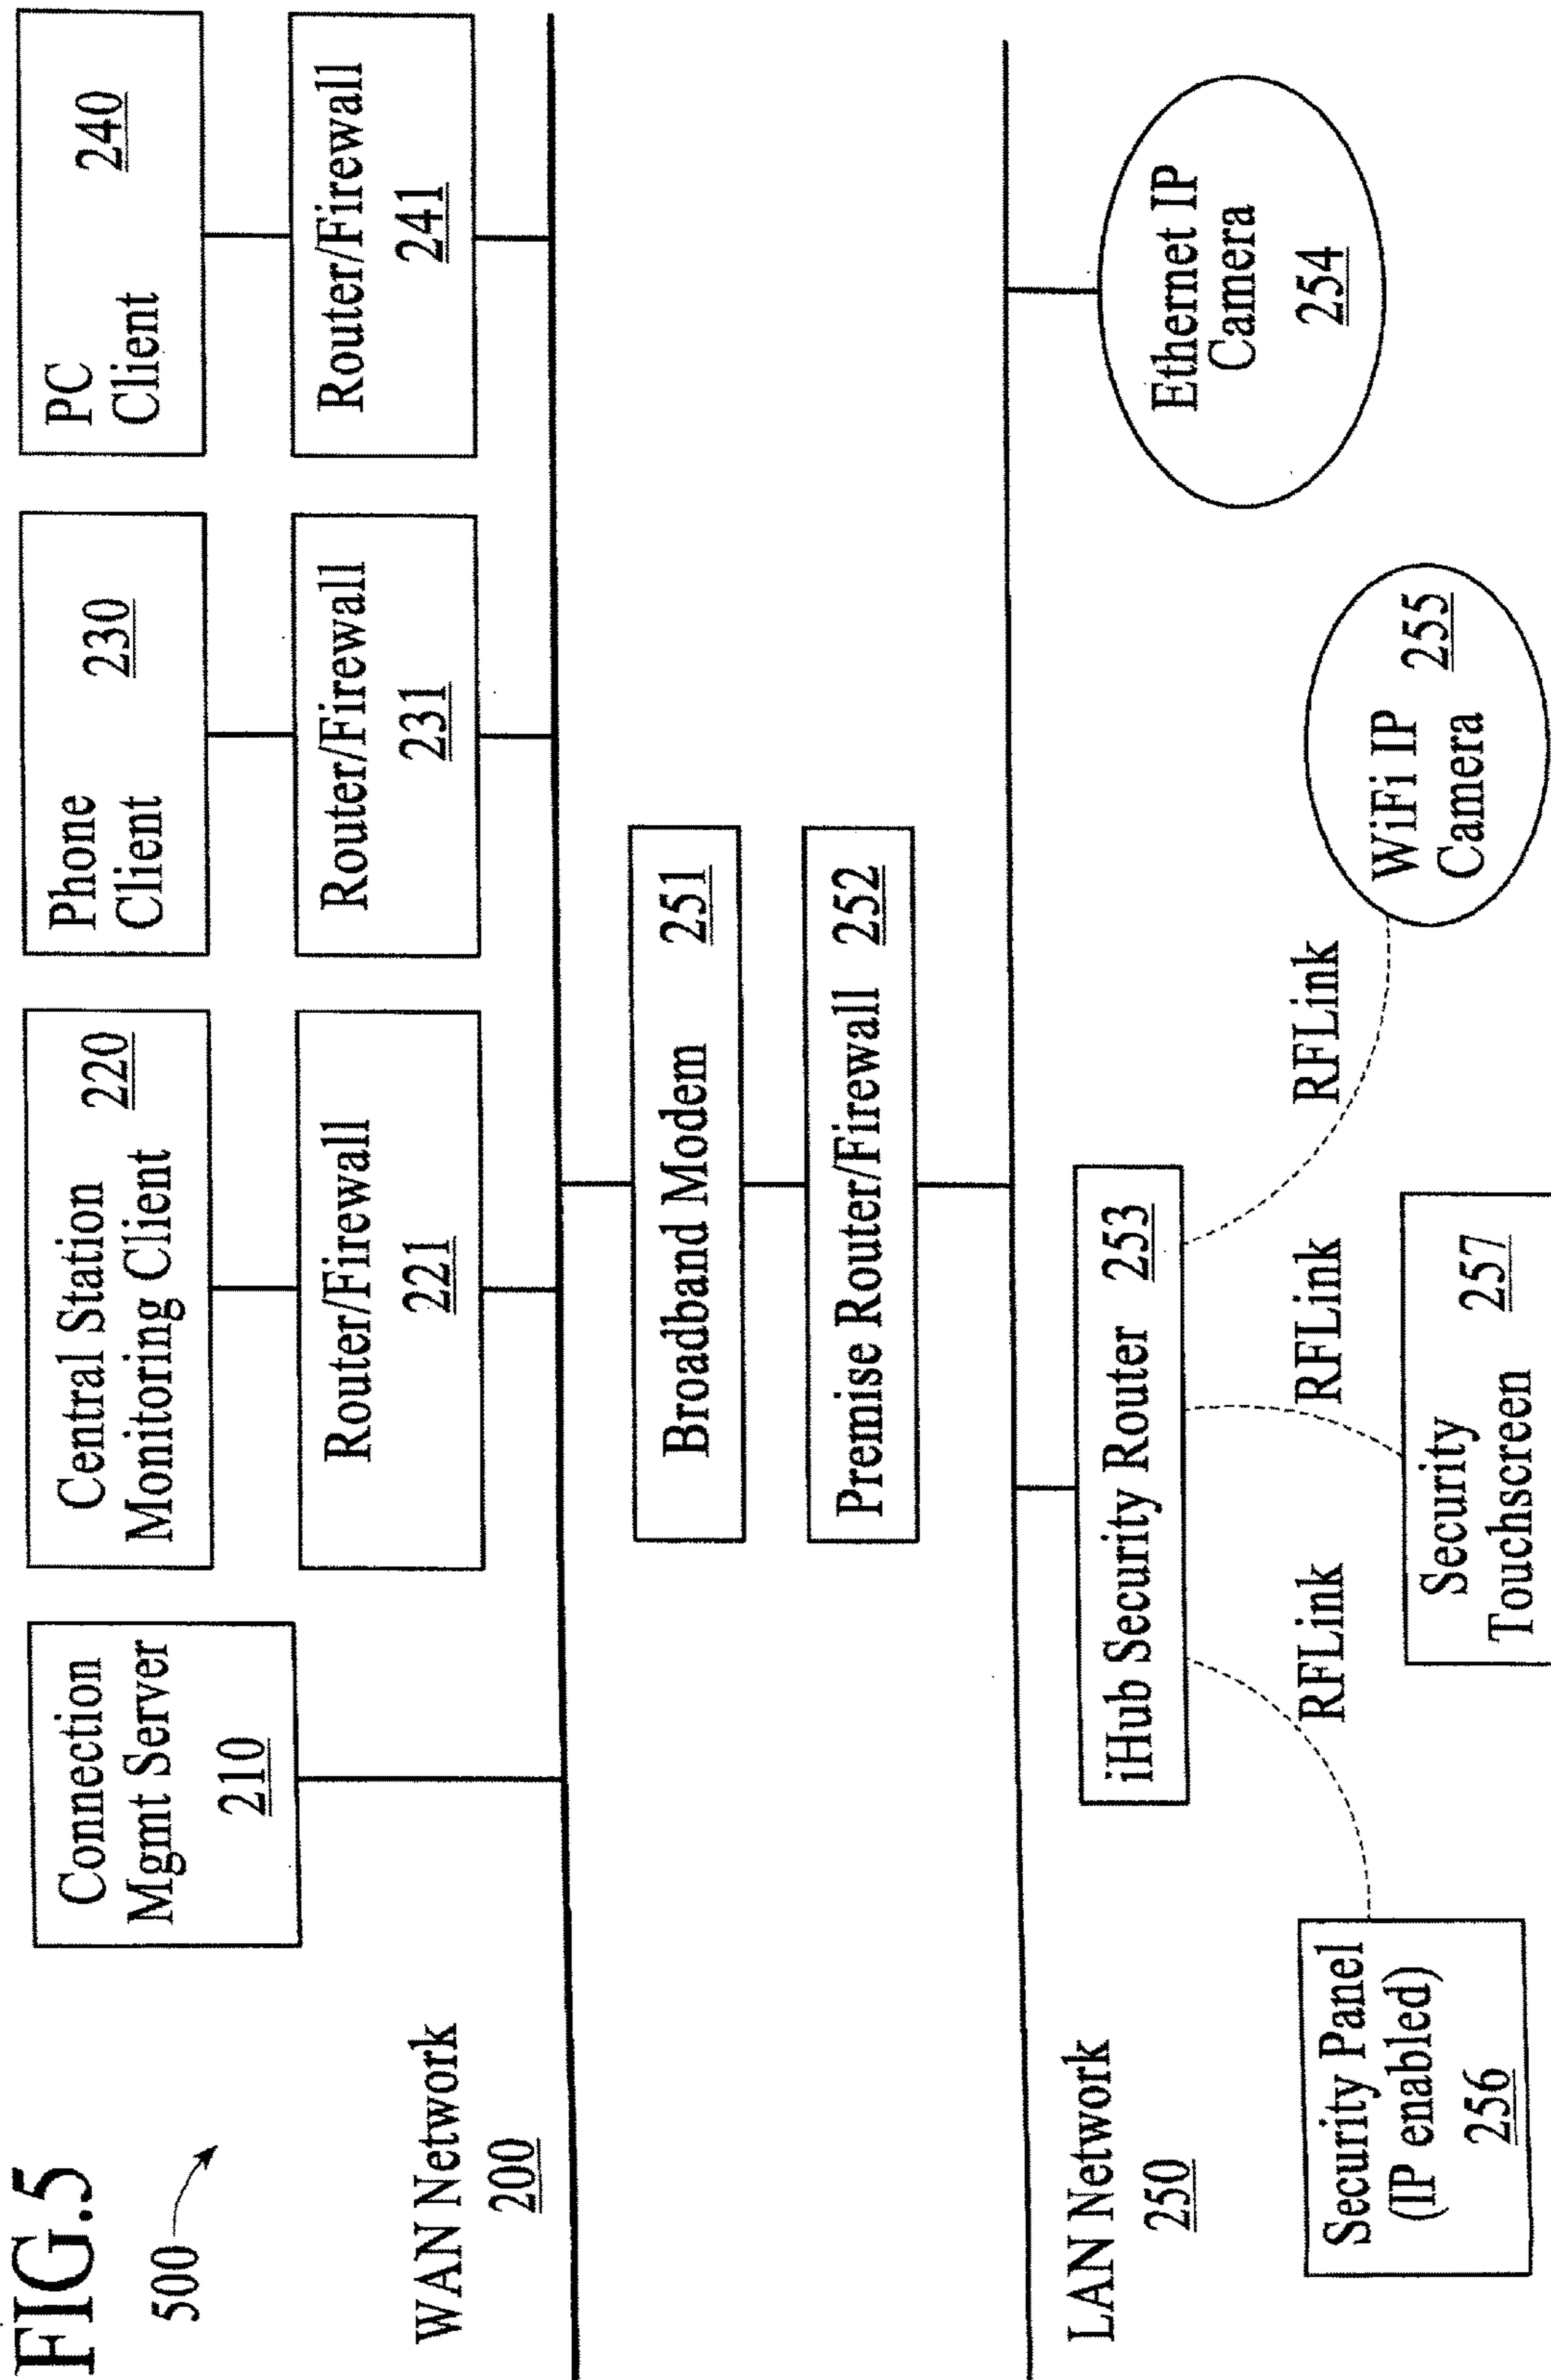 FIG.5
500
Connection
Mgmt Server
210
Central Station
Monitoring Client
220
Phone
Client
230
PC
Client
240
Router/Firewall
221
Router/Firewall
231
Router/Firewall
241
WAN Network
200
Broadband Modem 251
Premise Router/Firewall 252
LAN Network
250
iHub Security Router 253
Ethernet IP
Camera
254
RFLink
RFLink
RFLink
Security Panel
(IP enabled)
256
Security
Touchscreen
257
WiFi IP
Camera
255